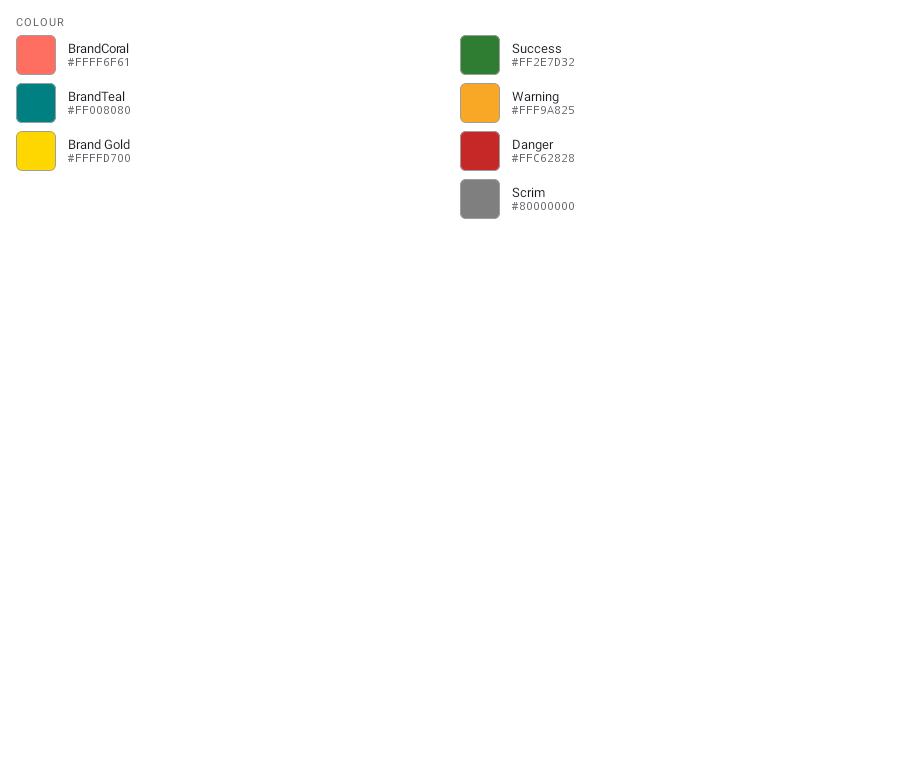 COLOUR
BrandCoral
#FFFF6F61
BrandTeal
#FF008080
Brand Gold
#FFFFD700
Success
#FF2E7D32
Warning
#FFF9A825
Danger
#FFC62828
Scrim
#80000000